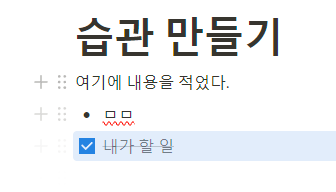 습관 만들기
여기에 내용을 적었다.
ㅁㅁ
내가 할 일